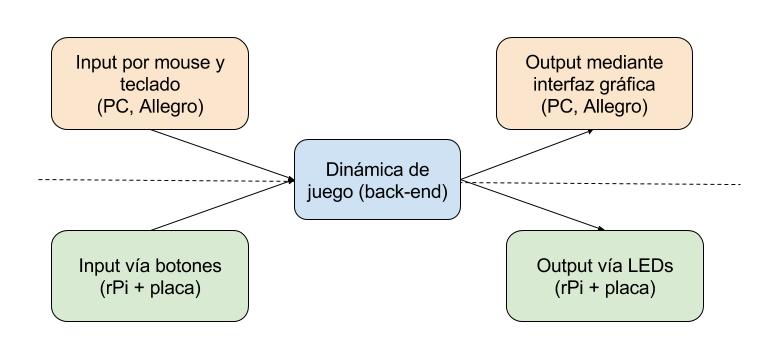 Input por mouse y
teclado
(PC, Allegro)
Output mediante
interfaz gráfica
(PC, Allegro)
Dinámica de
juego (back-end)
Input vía botones
(rPi + placa)
Output vía LEDs
(rPi + placa)